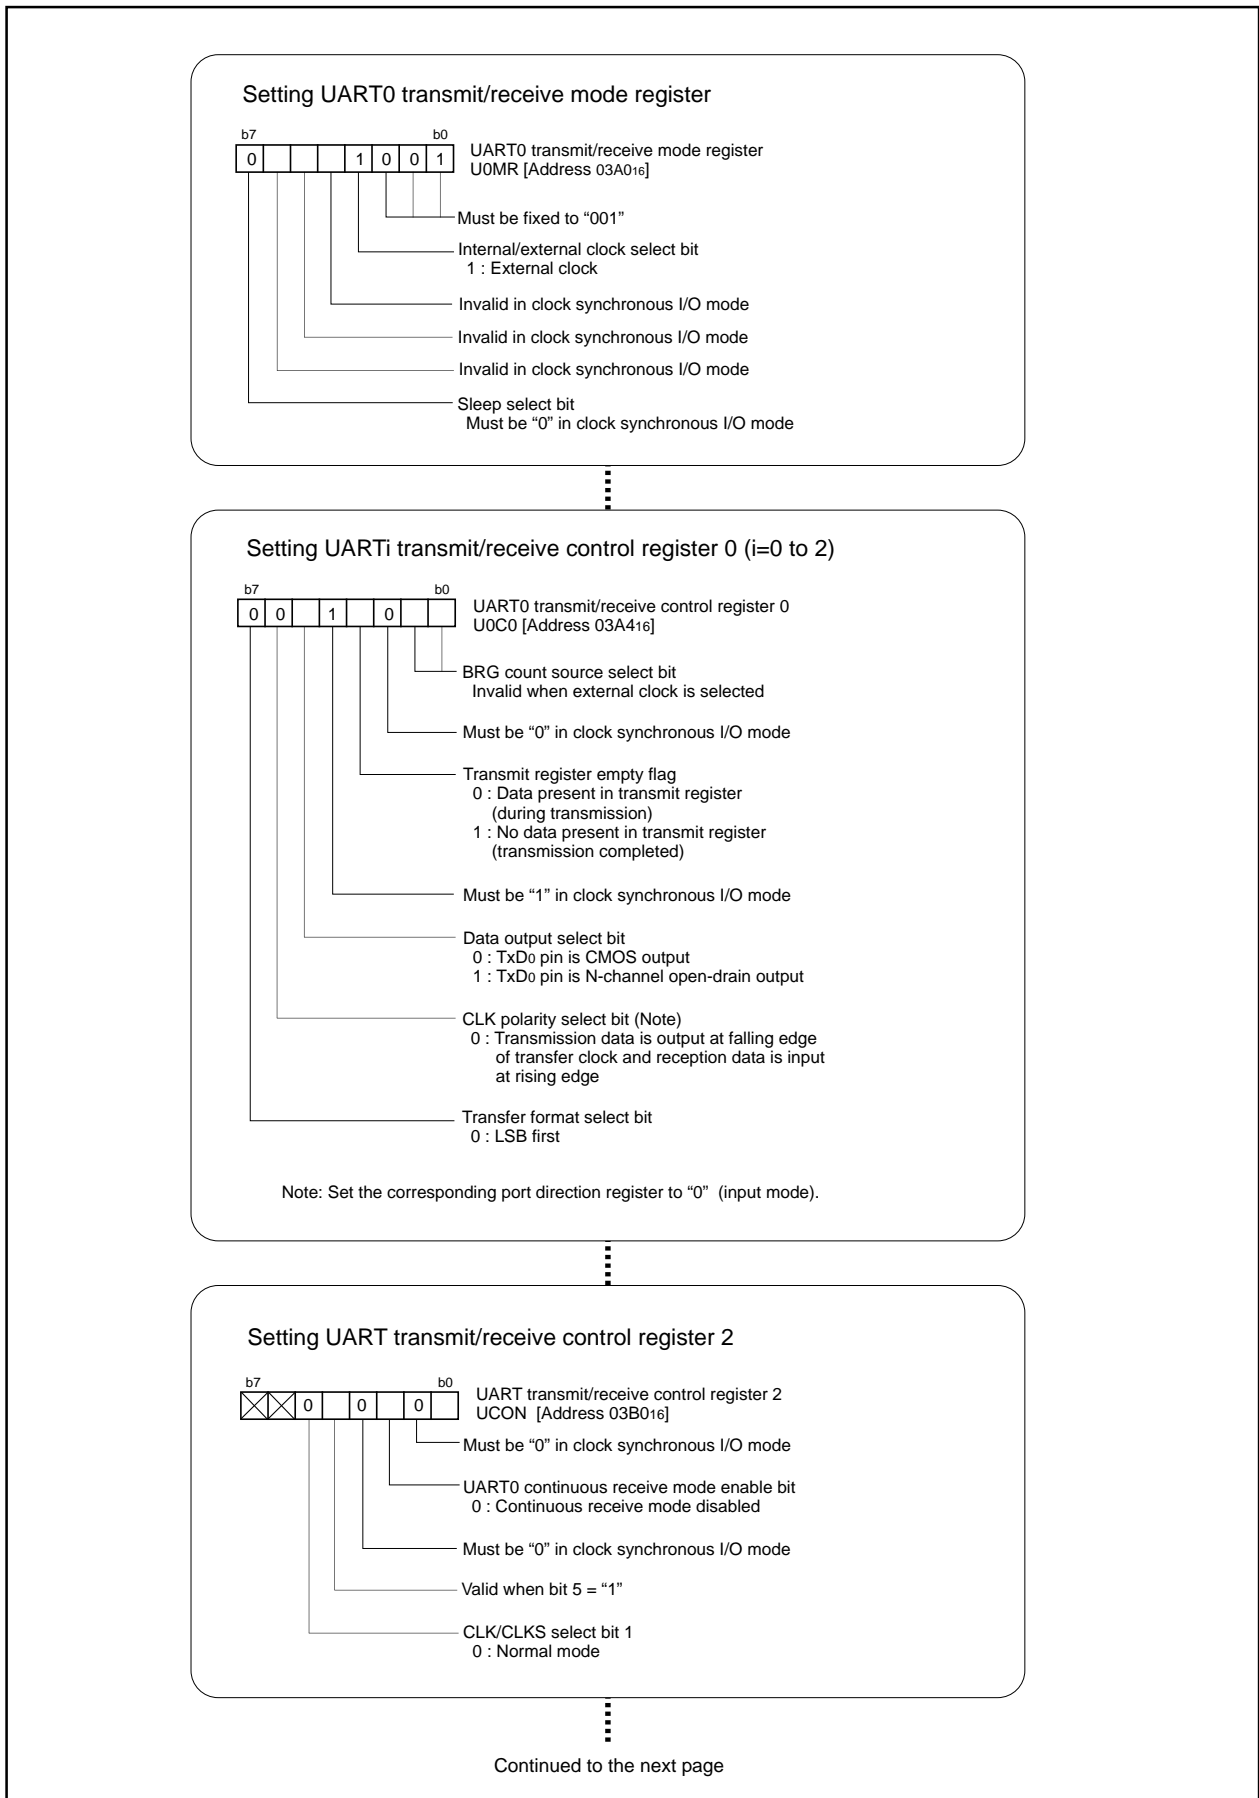 Setting UART0 transmit/receive mode register
b7 b0
0 1 0 0 1
UART0 transmit/receive mode register
U0MR [Address 03A016]
Must be fixed to “001”
Internal/external clock select bit
1 : External clock
Invalid in clock synchronous I/O mode
Invalid in clock synchronous I/O mode
Invalid in clock synchronous I/O mode
Sleep select bit
Must be “0” in clock synchronous I/O mode
Setting UARTi transmit/receive control register 0 (i=0 to 2)
b7 b0
0 0 1 0
UART0 transmit/receive control register 0
U0C0 [Address 03A416]
BRG count source select bit
Invalid when external clock is selected
Must be “0” in clock synchronous I/O mode
Transmit register empty flag
0 : Data present in transmit register
(during transmission)
1 : No data present in transmit register
(transmission completed)
Must be “1” in clock synchronous I/O mode
Data output select bit
0 : TxD0 pin is CMOS output
1 : TxD0 pin is N-channel open-drain output
CLK polarity select bit (Note)
0 : Transmission data is output at falling edge
of transfer clock and reception data is input
at rising edge
Transfer format select bit
0 : LSB first
Note: Set the corresponding port direction register to “0” (input mode).
Setting UART transmit/receive control register 2
b7 b0
0 0 0
UART transmit/receive control register 2
UCON [Address 03B016]
Must be “0” in clock synchronous I/O mode
UART0 continuous receive mode enable bit
0 : Continuous receive mode disabled
Must be “0” in clock synchronous I/O mode
Valid when bit 5 = “1”
CLK/CLKS select bit 1
0 : Normal mode
Continued to the next page